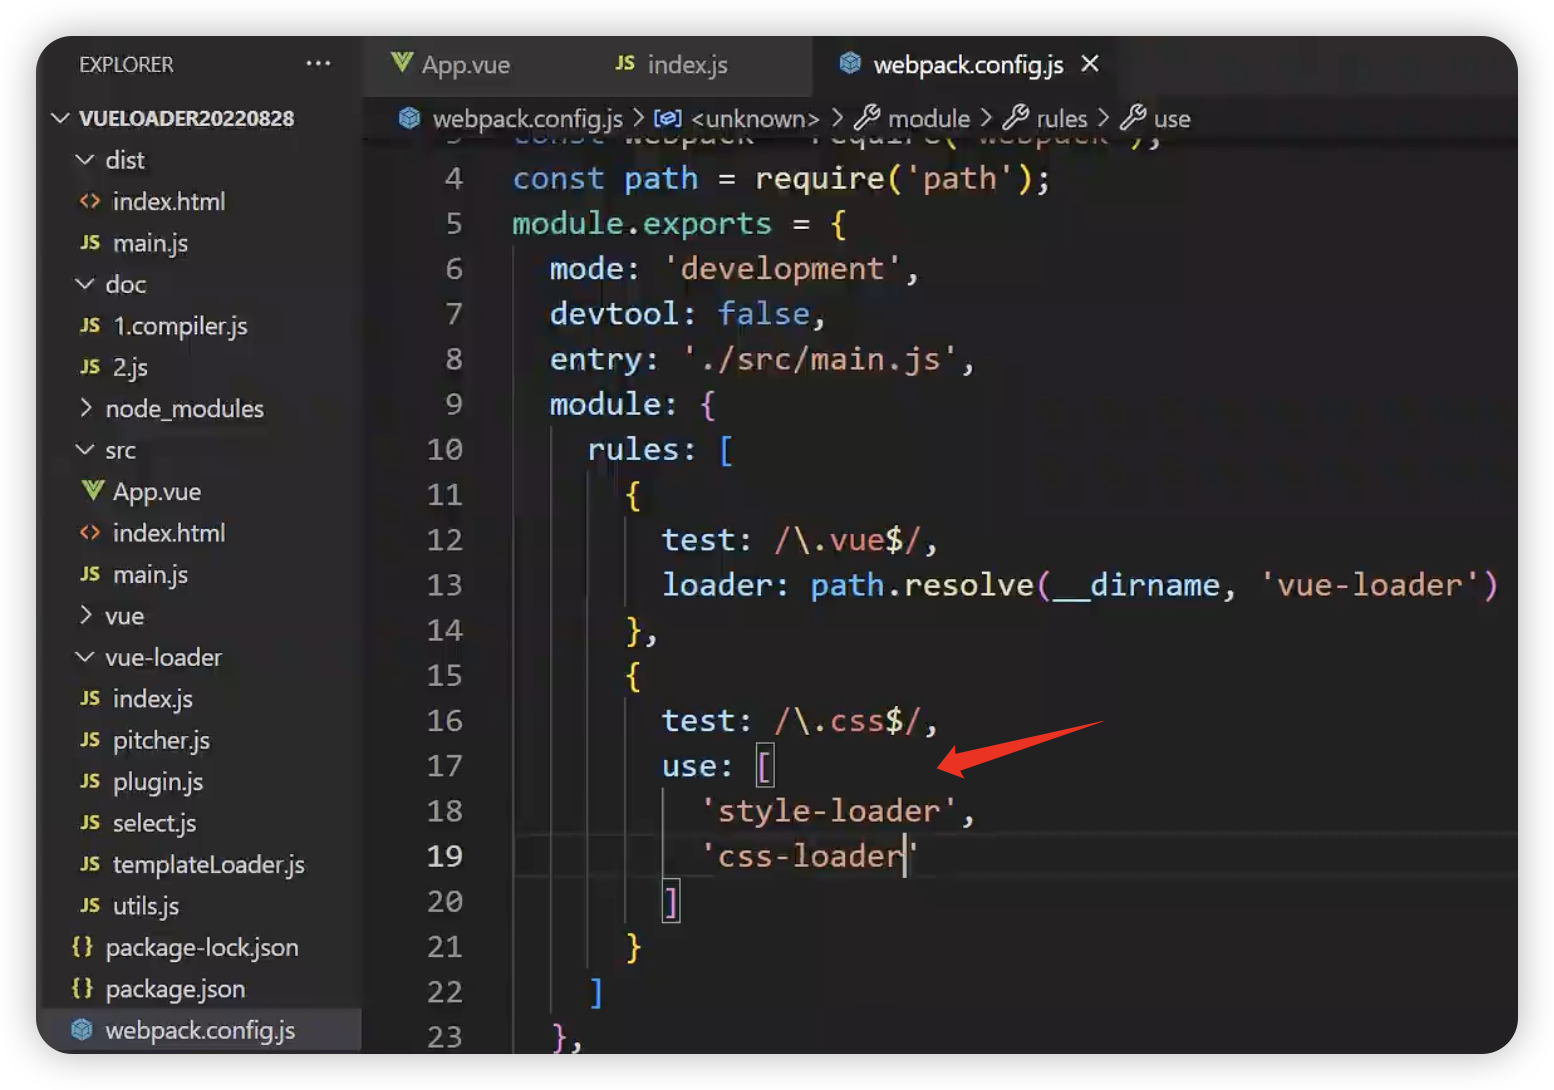 EXPLORER
VUELOADER20220828
dist
index.html
main.js
doc
1.compiler.js
2.js
node_modules
src
App.vue
index.html
main.js
vue
vue-loader
index.js
pitcher.js
plugin.js
select.js
templateLoader.js
utils.js
package-lock.json
package.json
webpack.config.js
App.vue
index.js
webpack.config.js
webpack.config.js > <unknown> > module > rules > use
3 const webpack = require('webpack');
4 const path = require('path');
5 module.exports = {
6 mode: 'development',
7 devtool: false,
8 entry: './src/main.js',
9 module: {
10 rules: [
11 {
12 test: /\.vue$/,
13 loader: path.resolve(__dirname, 'vue-loader')
14 },
15 {
16 test: /\.css$/,
17 use: [
18 'style-loader',
19 'css-loader'
20 ]
21 }
22 ]
23 },